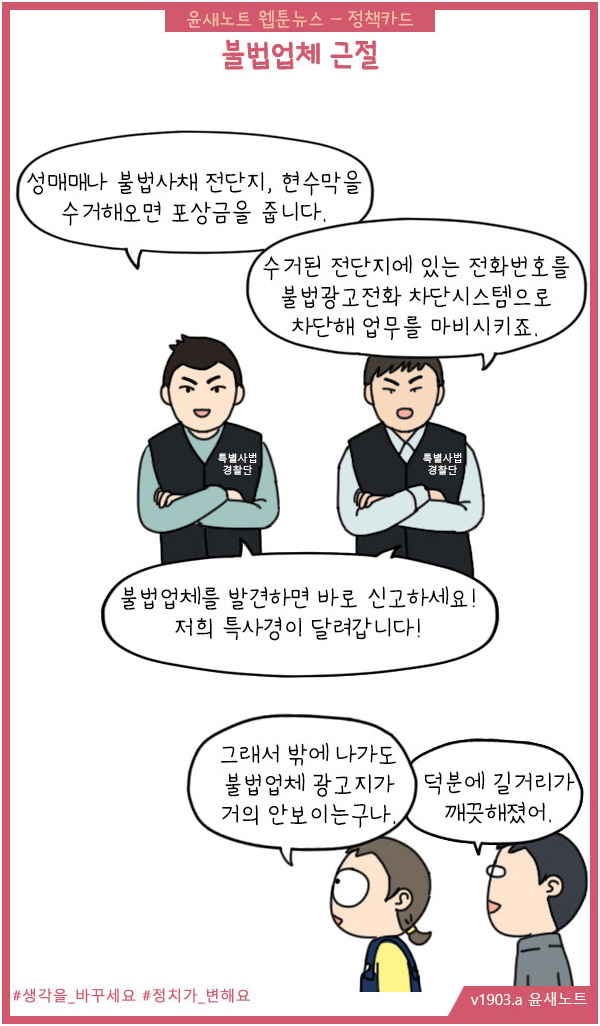 윤새노트 웹툰뉴스 – 정책카드
불법업체 근절
성매매나 불법사채 전단지, 현수막을
수거해오면 포상금을 줍니다.
수거된 전단지에 있는 전화번호를
불법광고전화 차단시스템으로
차단해 업무를 마비시키죠.
특별사법
경찰단
특별사법
경찰단
불법업체를 발견하면 바로 신고하세요!
저희 특사경이 달려갑니다!
그래서 밖에 나가도
불법업체 광고지가
거의 안보이는구나.
덕분에 길거리가
깨끗해졌어.
#생각을_바꾸세요 #정치가_변해요
v1903.a 윤새노트